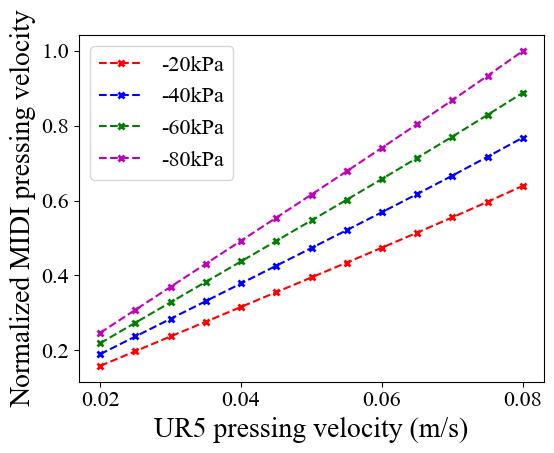 Normalized MIDI pressing velocity
1.0
0.8
0.6
0.4
0.2
-20kPa
-40kPa
-60kPa
-80kPa
0.02 0.04 0.06 0.08
UR5 pressing velocity (m/s)